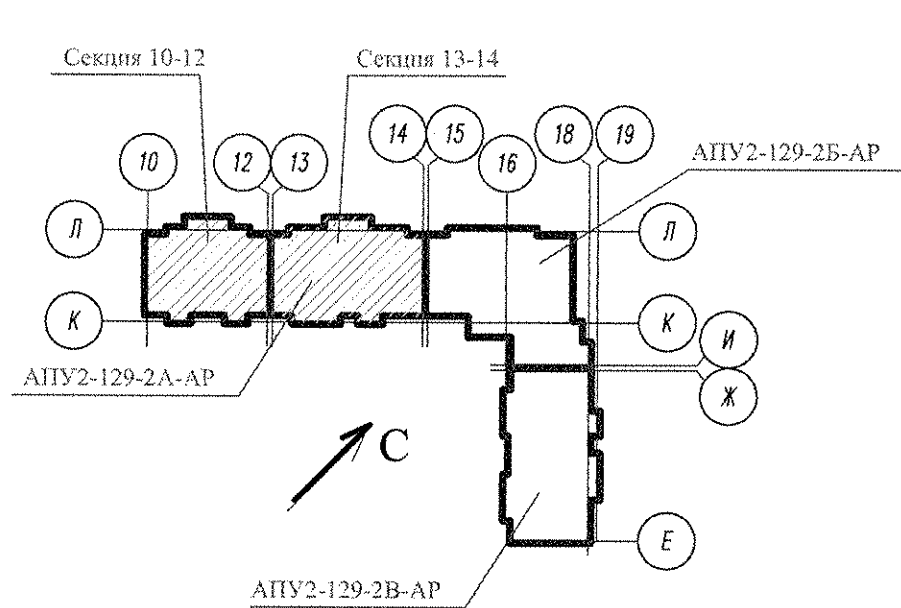 Секция 10-12
Секция 13-14
10
12
13
14
15
16
18
19
АПУ2-129-2Б-АР
Л
Л
К
К
И
Ж
АПУ2-129-2А-АР
С
Е
АПУ2-129-2В-АР